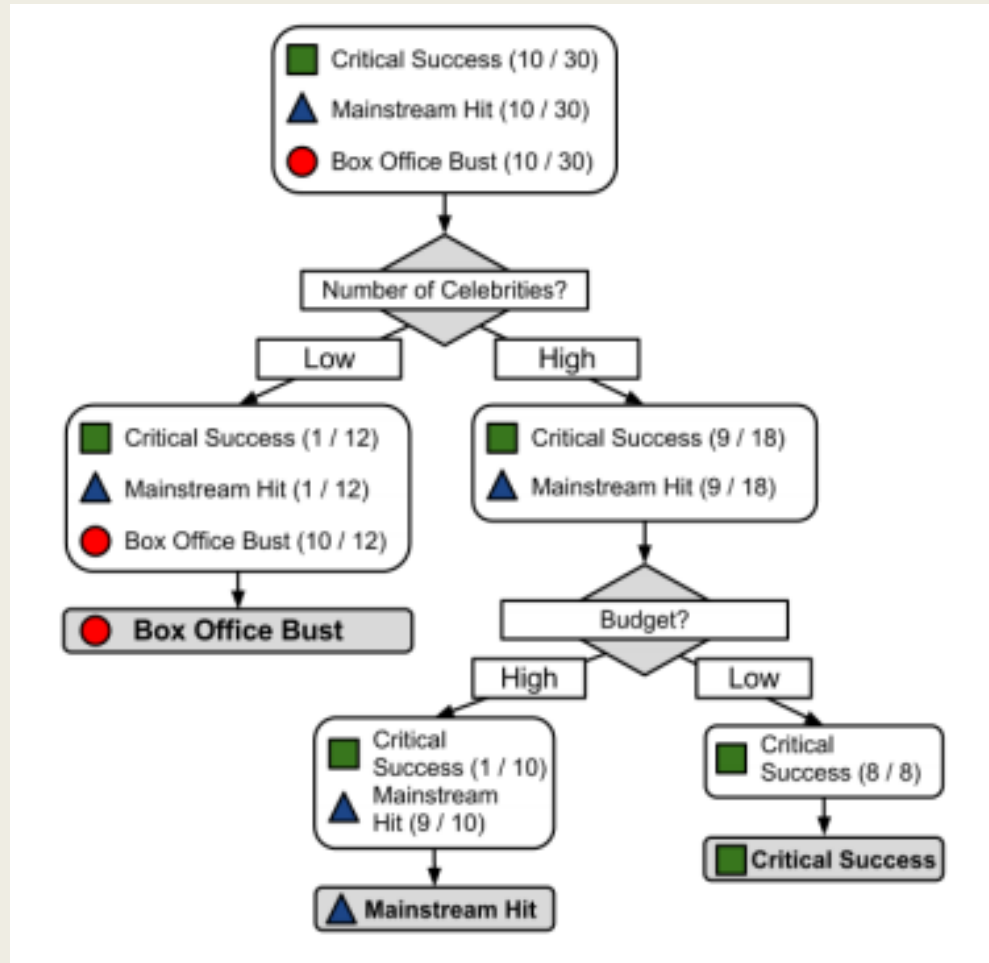 Critical Success (10 / 30)
Mainstream Hit (10 / 30)
Box Office Bust (10 / 30)
Number of Celebrities?
Low
High
Critical Success (1 / 12)
Mainstream Hit (1 / 12)
Box Office Bust (10 / 12)
Box Office Bust
Critical Success (9 / 18)
Mainstream Hit (9 / 18)
Budget?
High
Low
Critical
Success (1 / 10)
Mainstream
Hit (9 / 10)
Mainstream Hit
Critical
Success (8 / 8)
Critical Success